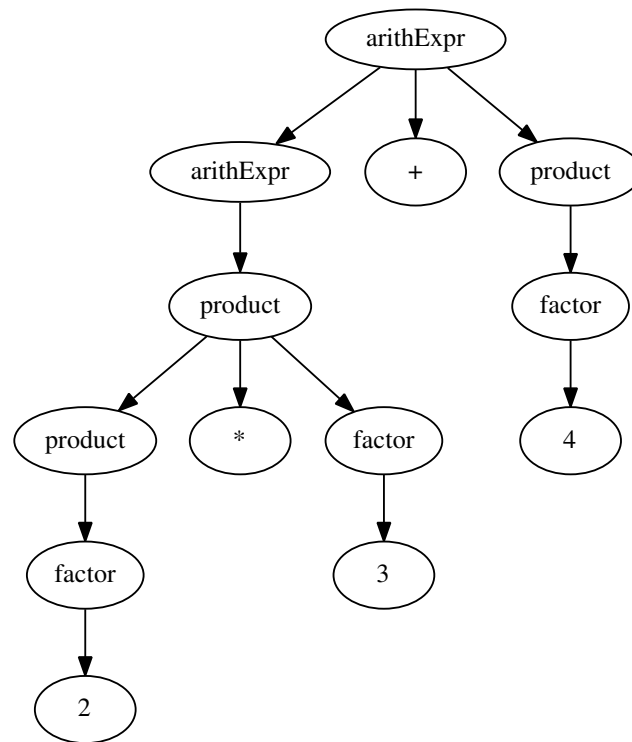 arithExpr
arithExpr + product
product factor
product * factor 4
factor 3
2